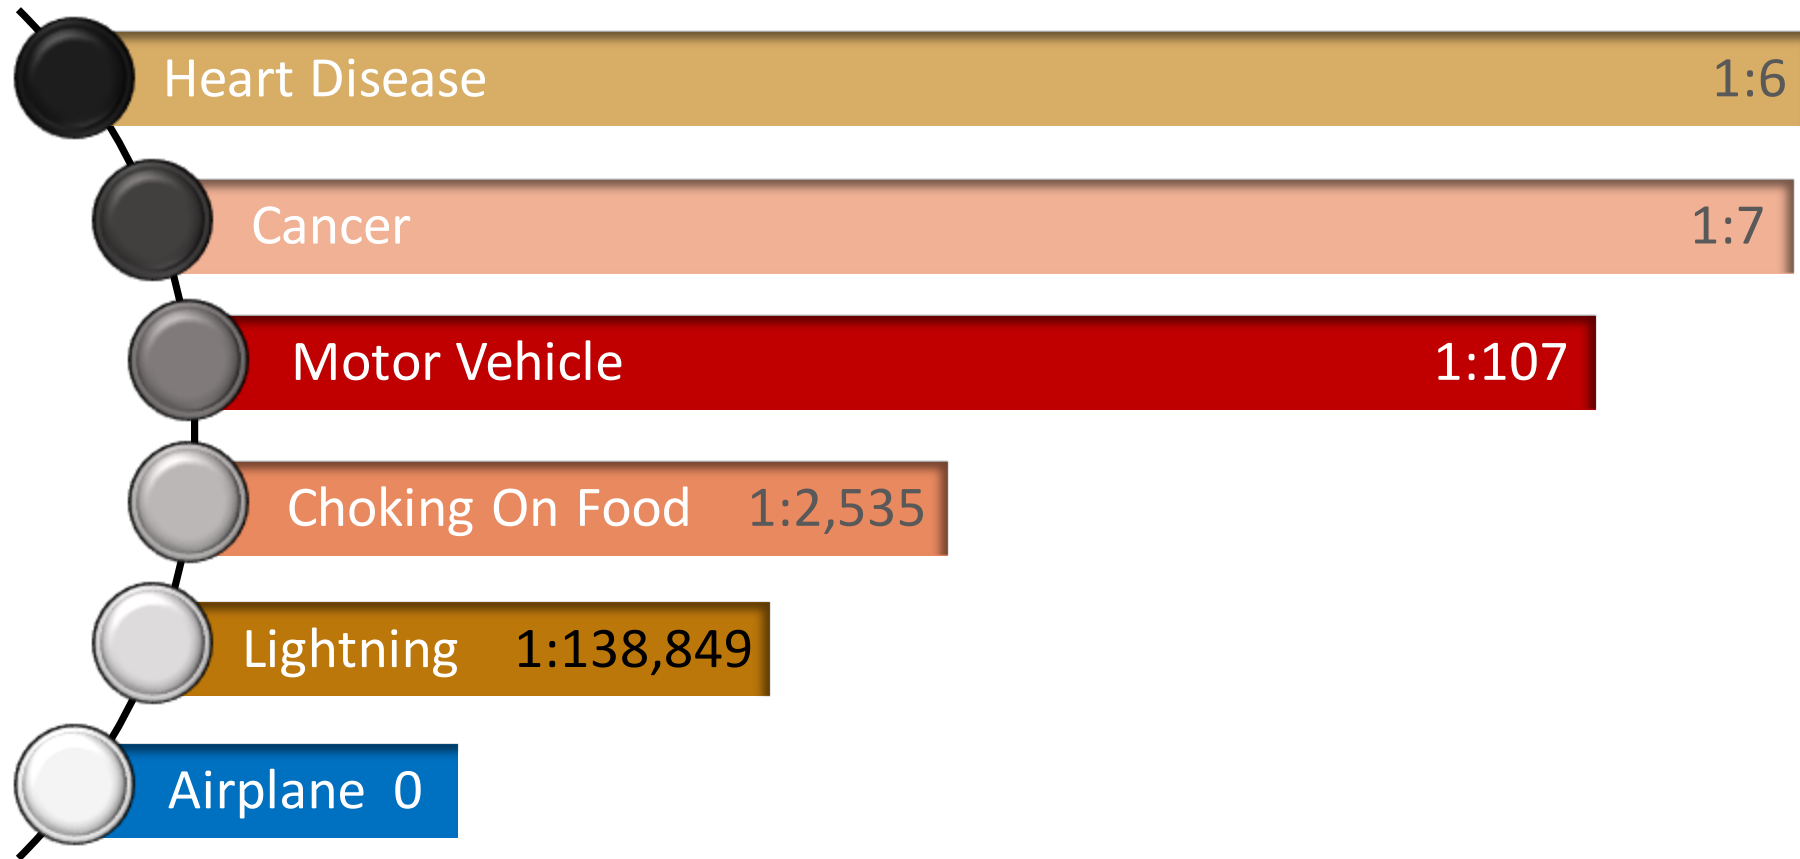 Heart Disease 1:6
Cancer 1:7
Motor Vehicle 1:107
Choking On Food 1:2,535
Lightning 1:138,849
Airplane 0